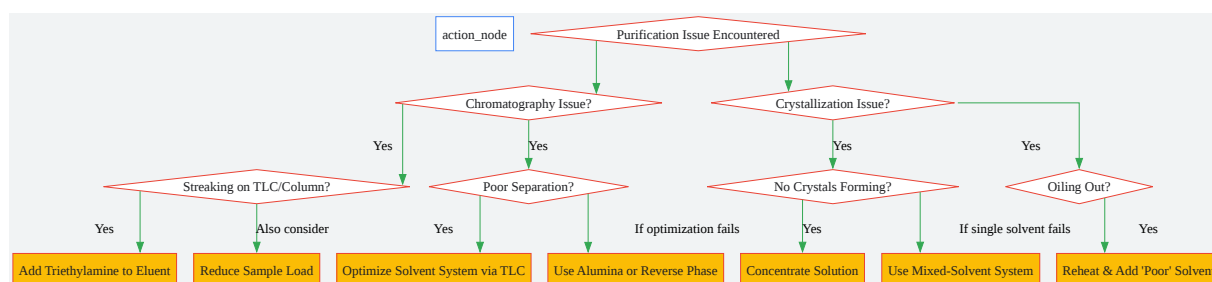 action_node
Purification Issue Encountered
Chromatography Issue?
Crystallization Issue?
Yes
Yes
Yes
Yes
Streaking on TLC/Column?
Poor Separation?
No Crystals Forming?
Oiling Out?
Yes
Also consider
Yes
If optimization fails
Yes
If single solvent fails
Yes
Add Triethylamine to Eluent
Reduce Sample Load
Optimize Solvent System via TLC
Use Alumina or Reverse Phase
Concentrate Solution
Use Mixed-Solvent System
Reheat & Add 'Poor' Solvent